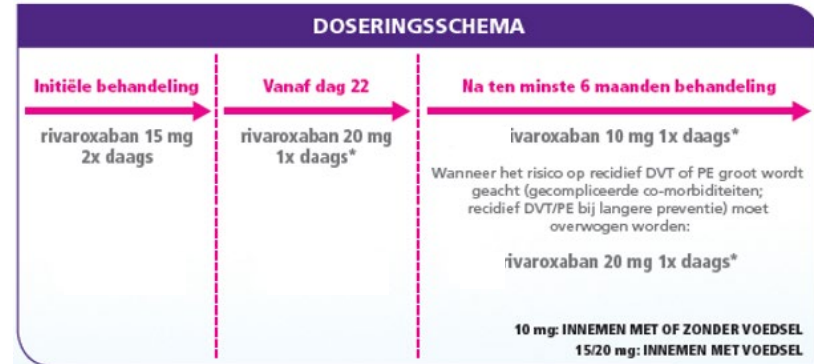 DOSERINGSSCHEMA
Initiële behandeling
rivaroxaban 15 mg
2x daags
Vanaf dag 22
rivaroxaban 20 mg
1x daags*
Na ten minste 6 maanden behandeling
ivaroxaban 10 mg 1x daags*
Wanneer het risico op recidief DVT of PE groot wordt
geacht (gecompliceerde co-morbiditeiten;
recidief DVT/PE bij langere preventie) moet
overwogen worden:
rivaroxaban 20 mg 1x daags*
10 mg: INNEMEN MET OF ZONDER VOEDSEL
15/20 mg: INNEMEN MET VOEDSEL